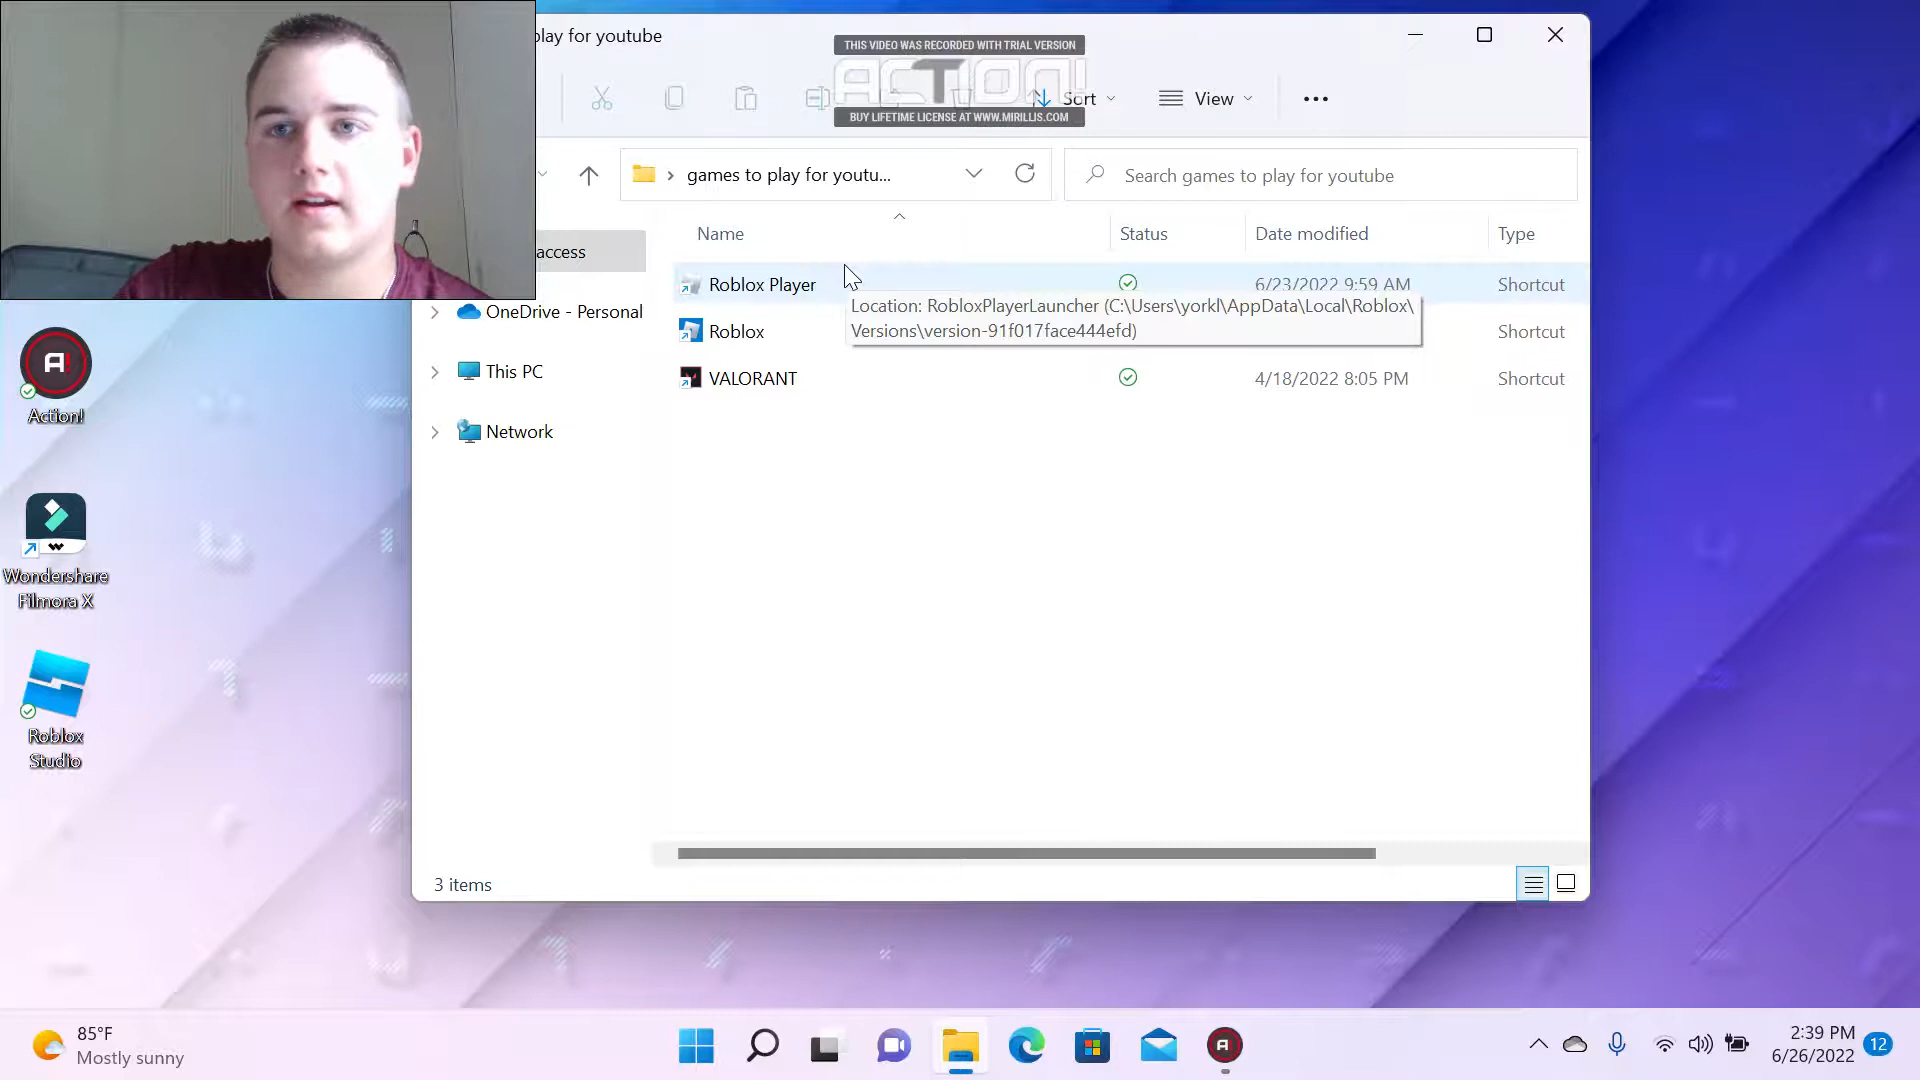 play for youtube
THIS VIDEO WAS RECORDED WITH TRIAL VERSION
ACTION!
BUY LIFETIME LICENSE AT WWW.MIRILLIS.COM
Sort
View
games to play for youtu...
Search games to play for youtube
Name
Status
Date modified
Type
access
Roblox Player
6/23/2022 9:59 AM
Shortcut
Location: RobloxPlayerLauncher (C:\Users\yorkl\AppData\Local\Roblox\
Versions\version-91f017face444efd)
OneDrive - Personal
Roblox
Shortcut
This PC
VALORANT
4/18/2022 8:05 PM
Shortcut
Network
Action!
Wondershare
Filmora X
Roblox
Studio
3 items
85°F
Mostly sunny
2:39 PM
6/26/2022
12